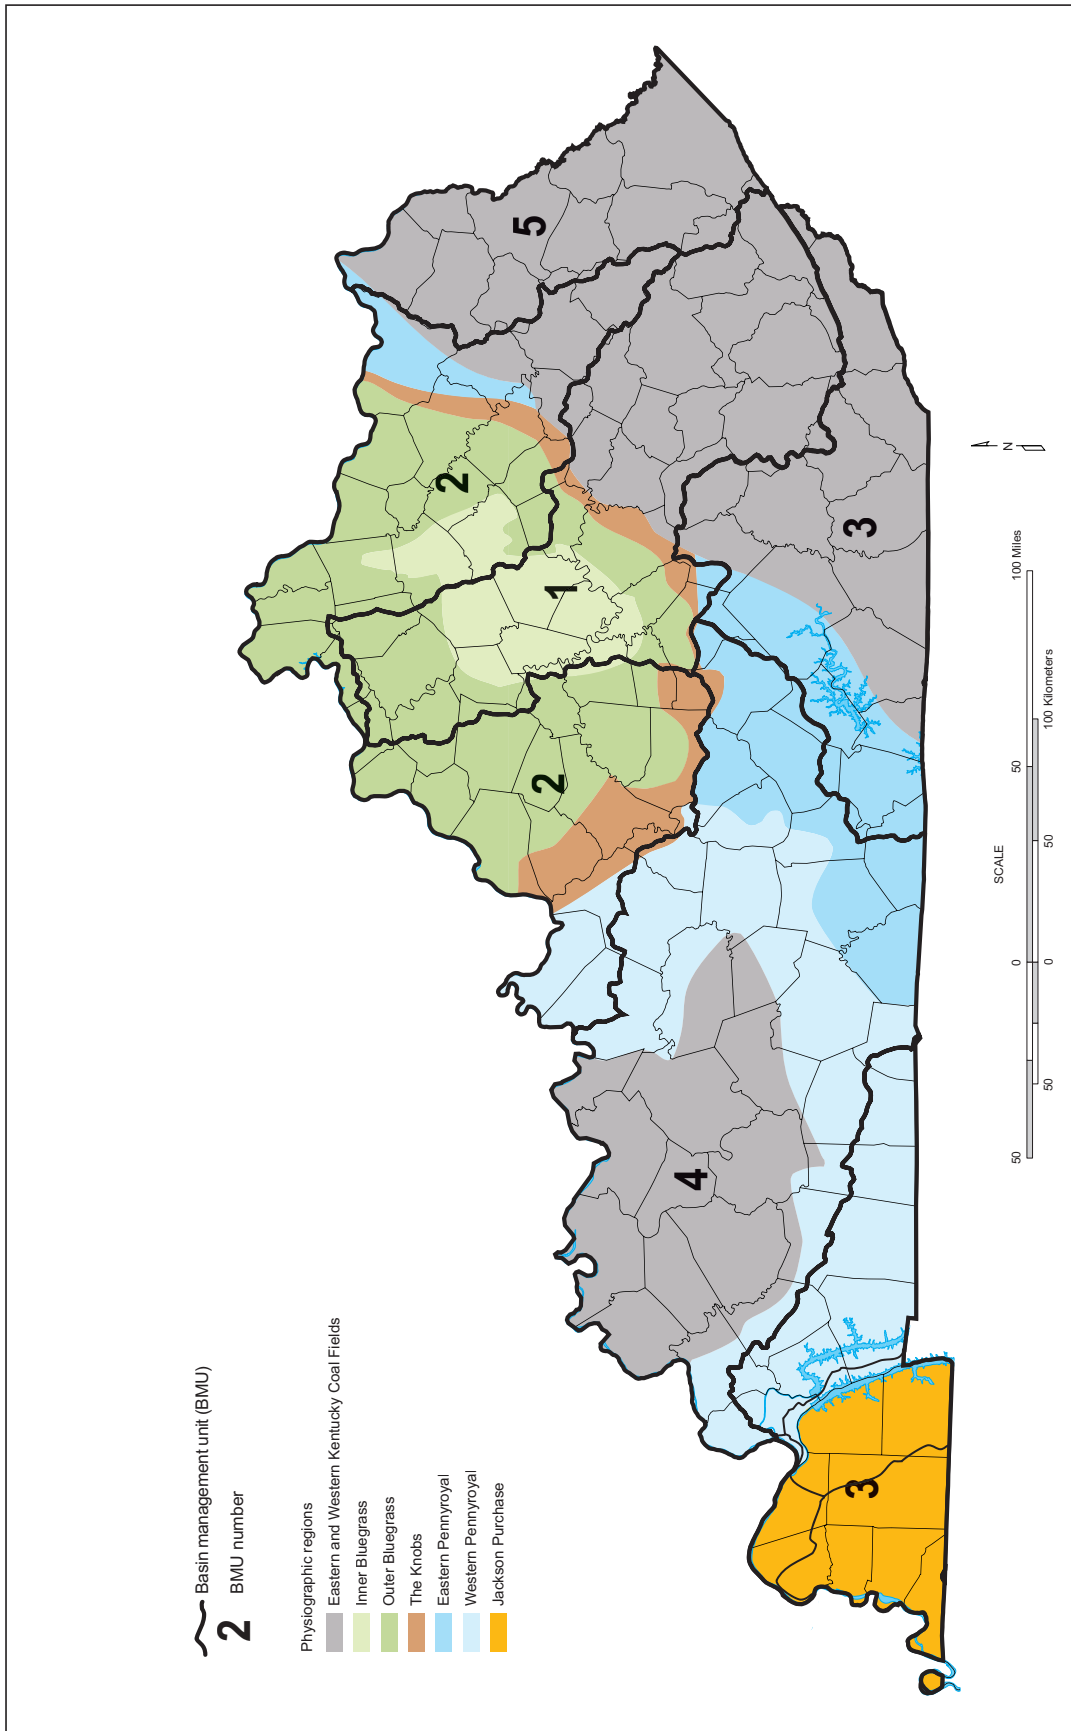 Basin management unit (BMU)
2 BMU number
Physiographic regions
Eastern and Western Kentucky Coal Fields
Inner Bluegrass
Outer Bluegrass
The Knobs
Eastern Pennyroyal
Western Pennyroyal
Jackson Purchase
5
2
1
2
3
4
3
N
SCALE
50 0 50 100 Miles
50 0 50 100 Kilometers